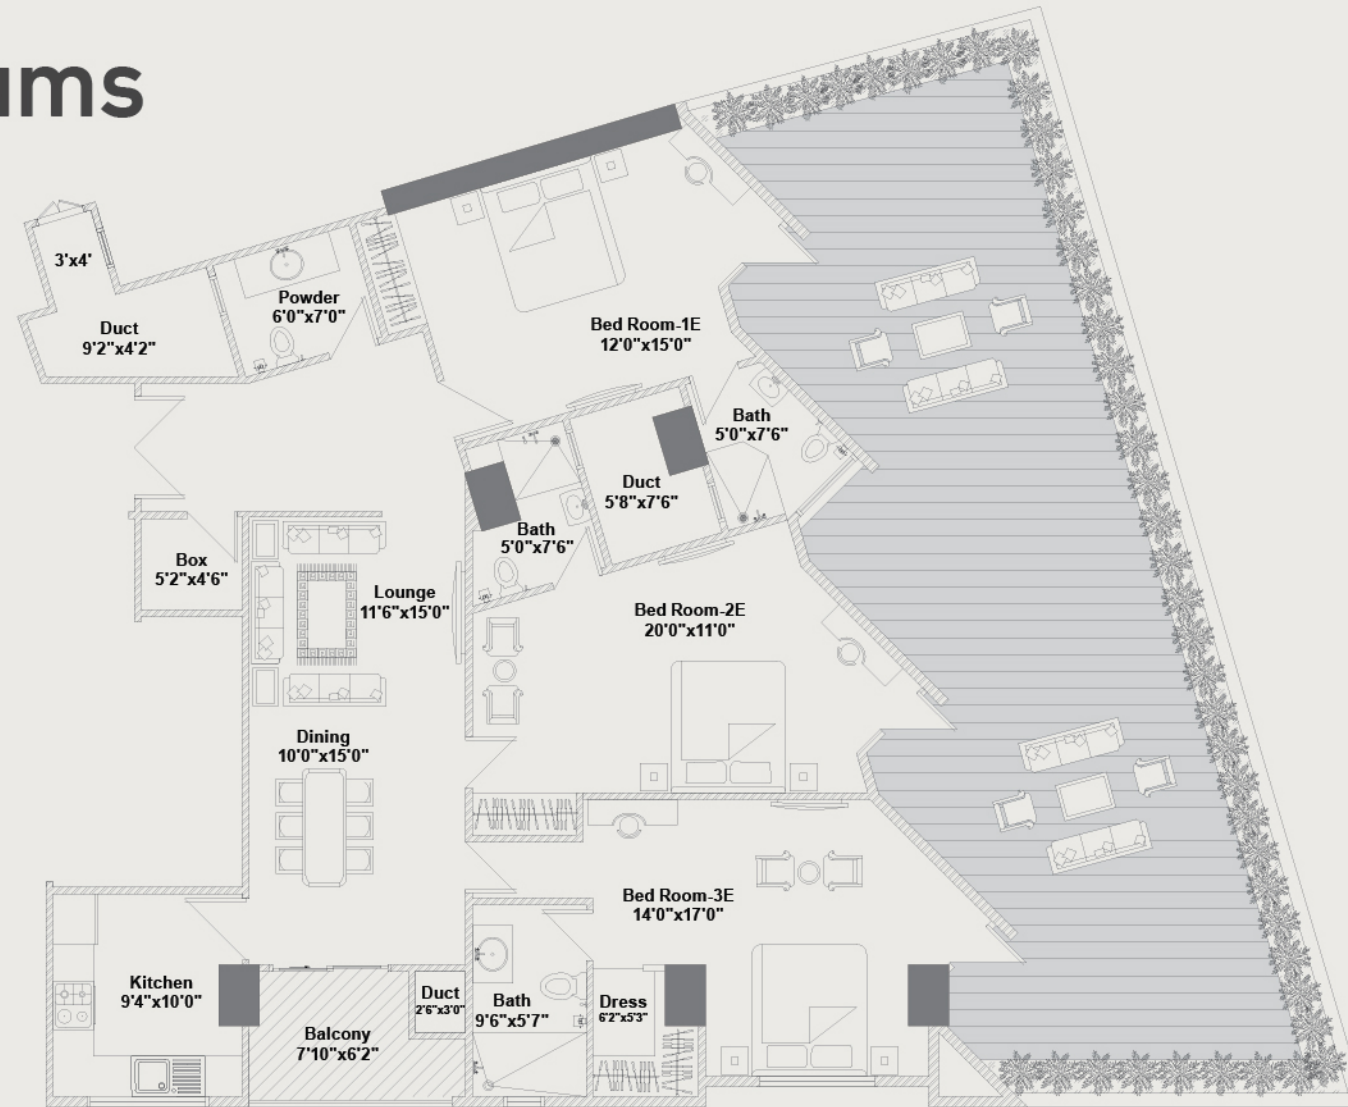 ums
3'x4'
Duct
9'2"x4'2"
Powder
6'0"x7'0"
Bed Room-1E
12'0"x15'0"
Bath
5'0"x7'6"
Duct
5'8"x7'6"
Bath
5'0"x7'6"
Box
5'2"x4'6"
Lounge
11'6"x15'0"
Bed Room-2E
20'0"x11'0"
Dining
10'0"x15'0"
Bed Room-3E
14'0"x17'0"
Kitchen
9'4"x10'0"
Balcony
7'10"x6'2"
Duct
2'6"x3'0"
Bath
9'6"x5'7"
Dress
6'2"x5'3"